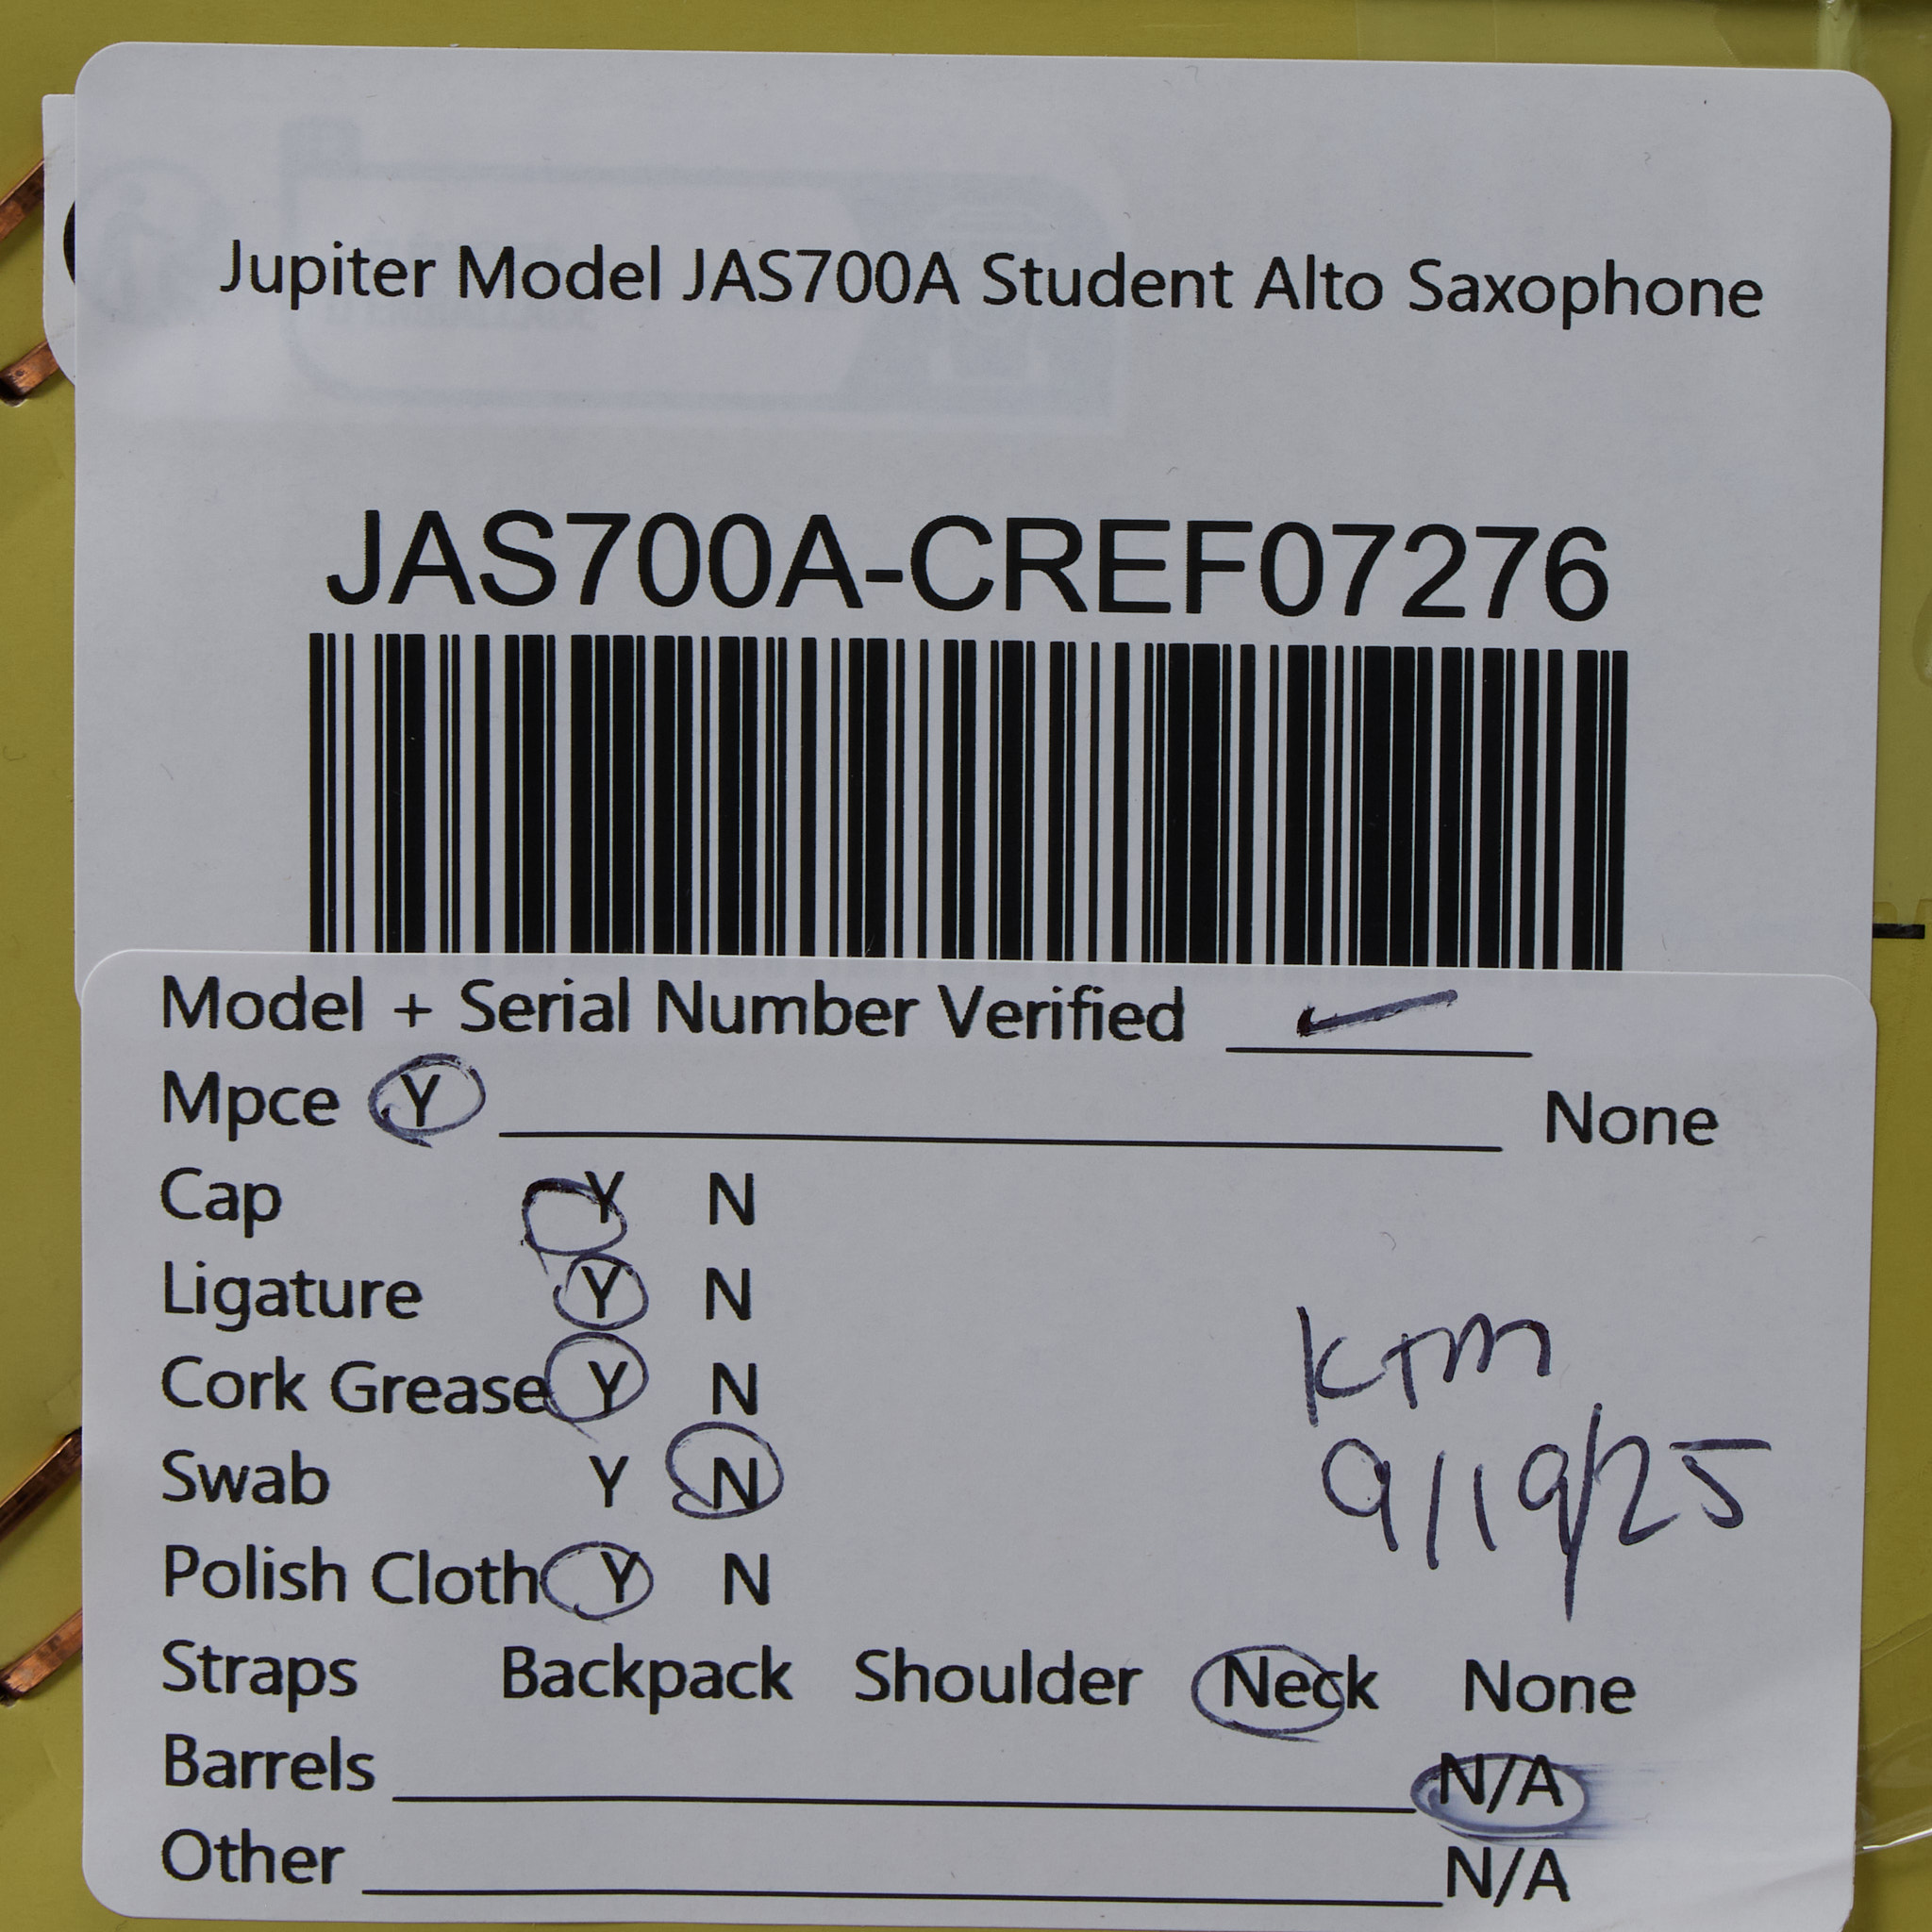 Jupiter Model JAS700A Student Alto Saxophone
JAS700A-CREF07276
Model + Serial Number Verified ✓
Mpce Y None
Cap Y N
Ligature Y N
Cork Grease Y N
Swab Y N
Polish Cloth Y N
KTM
9/19/25
Straps Backpack Shoulder Neck None
Barrels N/A
Other N/A